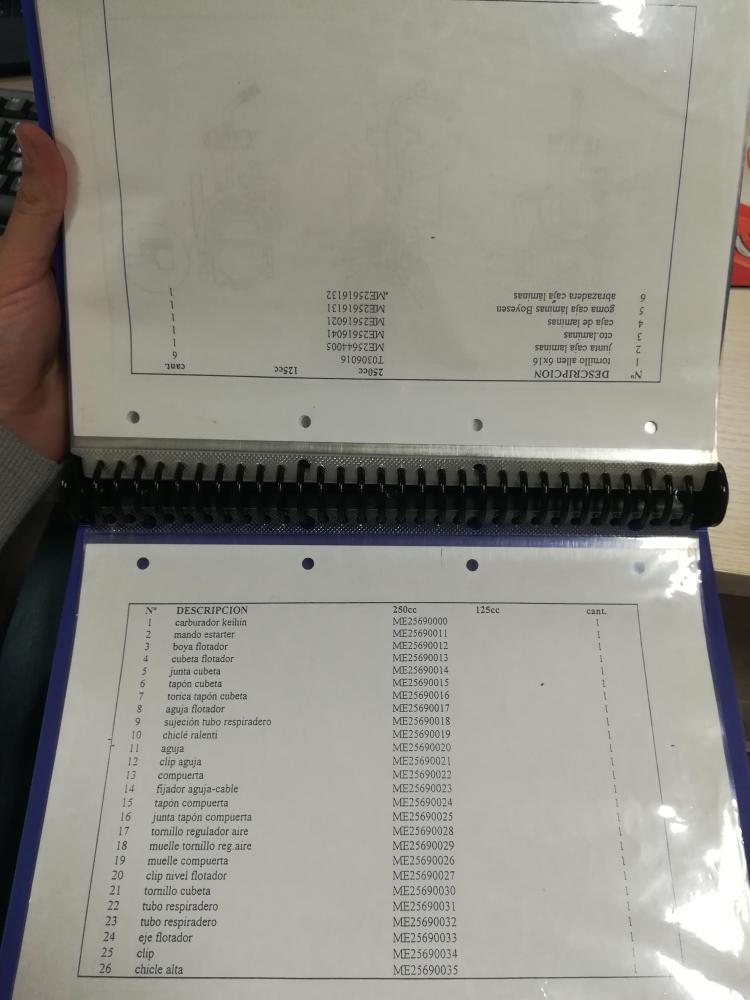 Nº DESCRIPCION 250cc 125cc cant.
1 tornillo allen 6x16 T0306016 6
2 junta caja laminas ME25644005 1
3 cto.laminas ME25616041 1
4 caja de laminas ME25616021 1
5 goma caja láminas Boyesen ME25616131 1
6 abrazadera caja láminas ME25616132 1
Nº DESCRIPCION 250cc 125cc cant.
1 carburador keihin ME25690000 1
2 mando estarter ME25690011 1
3 boya flotador ME25690012 1
4 cubeta flotador ME25690013 1
5 junta cubeta ME25690014 1
6 tapón cubeta ME25690015 1
7 torica tapón cubeta ME25690016 1
8 aguja flotador ME25690017 1
9 sujeción tubo respiradero ME25690018 1
10 chiclé ralenti ME25690019 1
11 aguja ME25690020 1
12 clip aguja ME25690021 1
13 compuerta ME25690022 1
14 fijador aguja-cable ME25690023 1
15 tapón compuerta ME25690024 1
16 junta tapón compuerta ME25690025 1
17 tornillo regulador aire ME25690028 1
18 muelle tornillo reg.aire ME25690029 1
19 muelle compuerta ME25690026 1
20 clip nivel flotador ME25690027 1
21 tornillo cubeta ME25690030 1
22 tubo respiradero ME25690031 1
23 tubo respiradero ME25690032 1
24 eje flotador ME25690033 1
25 clip ME25690034 1
26 chicle alta ME25690035 1